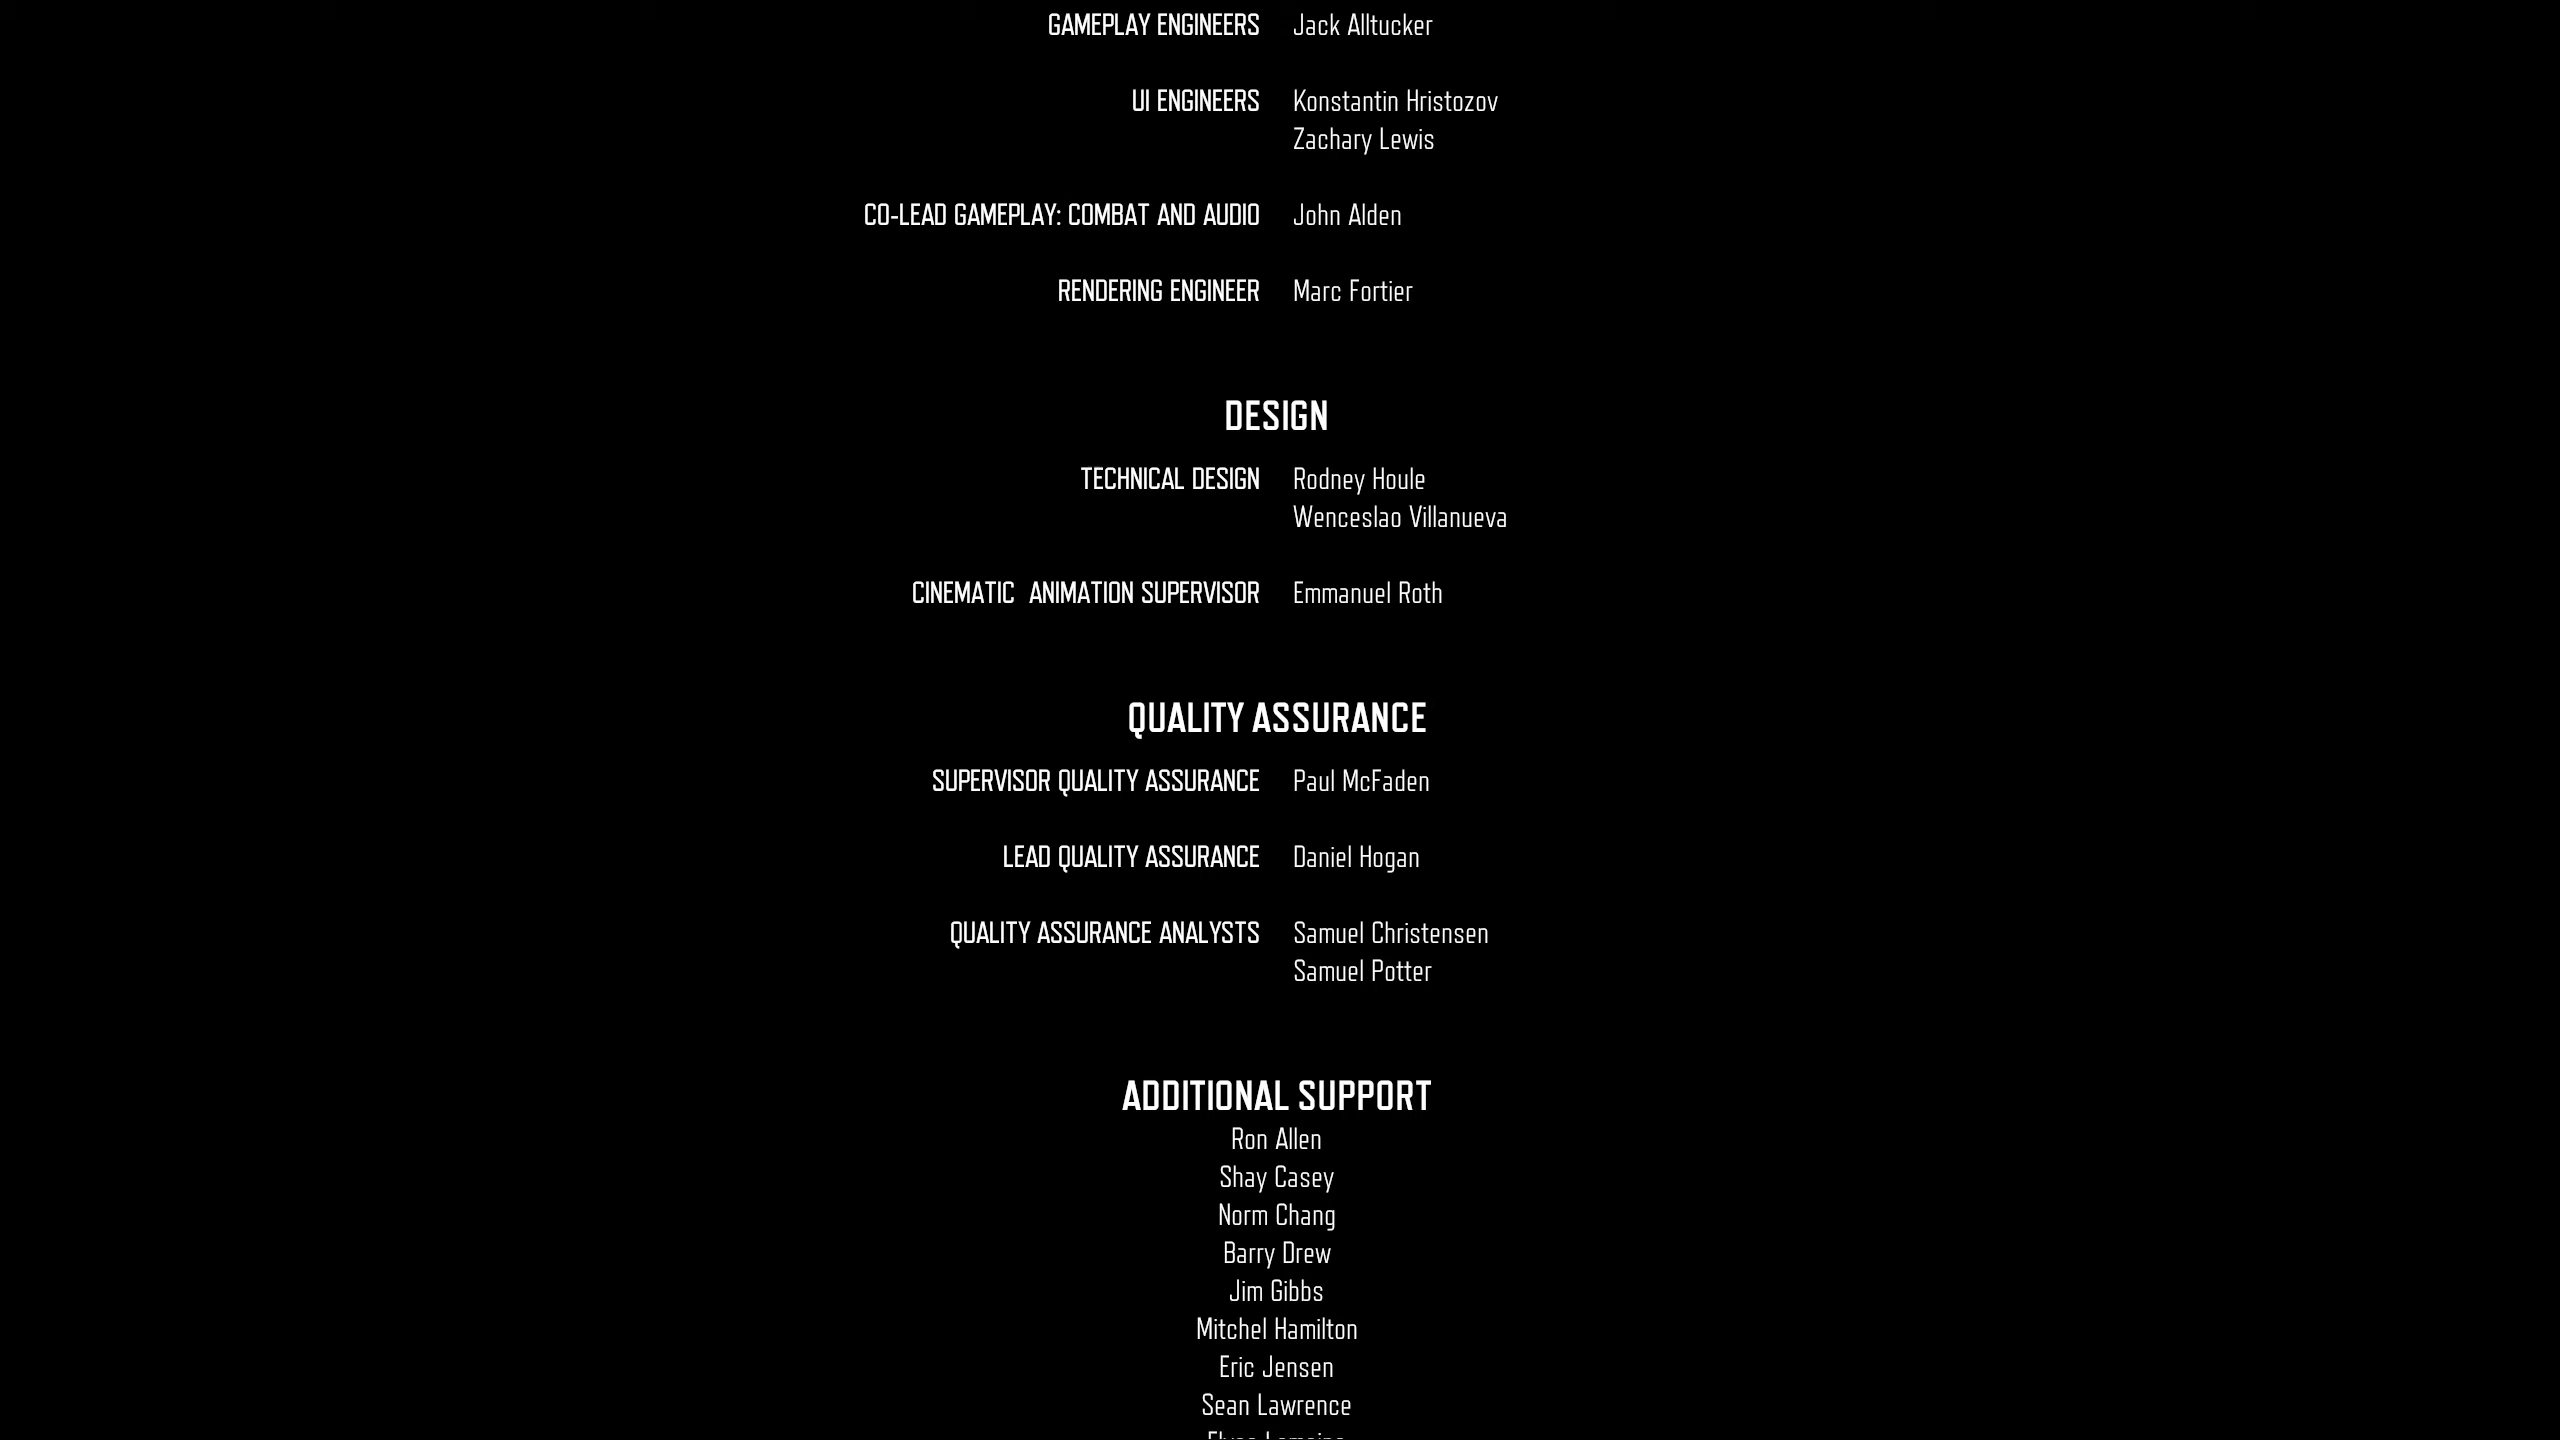 GAMEPLAY ENGINEERS Jack Alltucker
UI ENGINEERS Konstantin Hristozov
Zachary Lewis
CO-LEAD GAMEPLAY: COMBAT AND AUDIO John Alden
RENDERING ENGINEER Marc Fortier
DESIGN
TECHNICAL DESIGN Rodney Houle
Wenceslao Villanueva
CINEMATIC  ANIMATION SUPERVISOR Emmanuel Roth
QUALITY ASSURANCE
SUPERVISOR QUALITY ASSURANCE Paul McFaden
LEAD QUALITY ASSURANCE Daniel Hogan
QUALITY ASSURANCE ANALYSTS Samuel Christensen
Samuel Potter
ADDITIONAL SUPPORT
Ron Allen
Shay Casey
Norm Chang
Barry Drew
Jim Gibbs
Mitchel Hamilton
Eric Jensen
Sean Lawrence